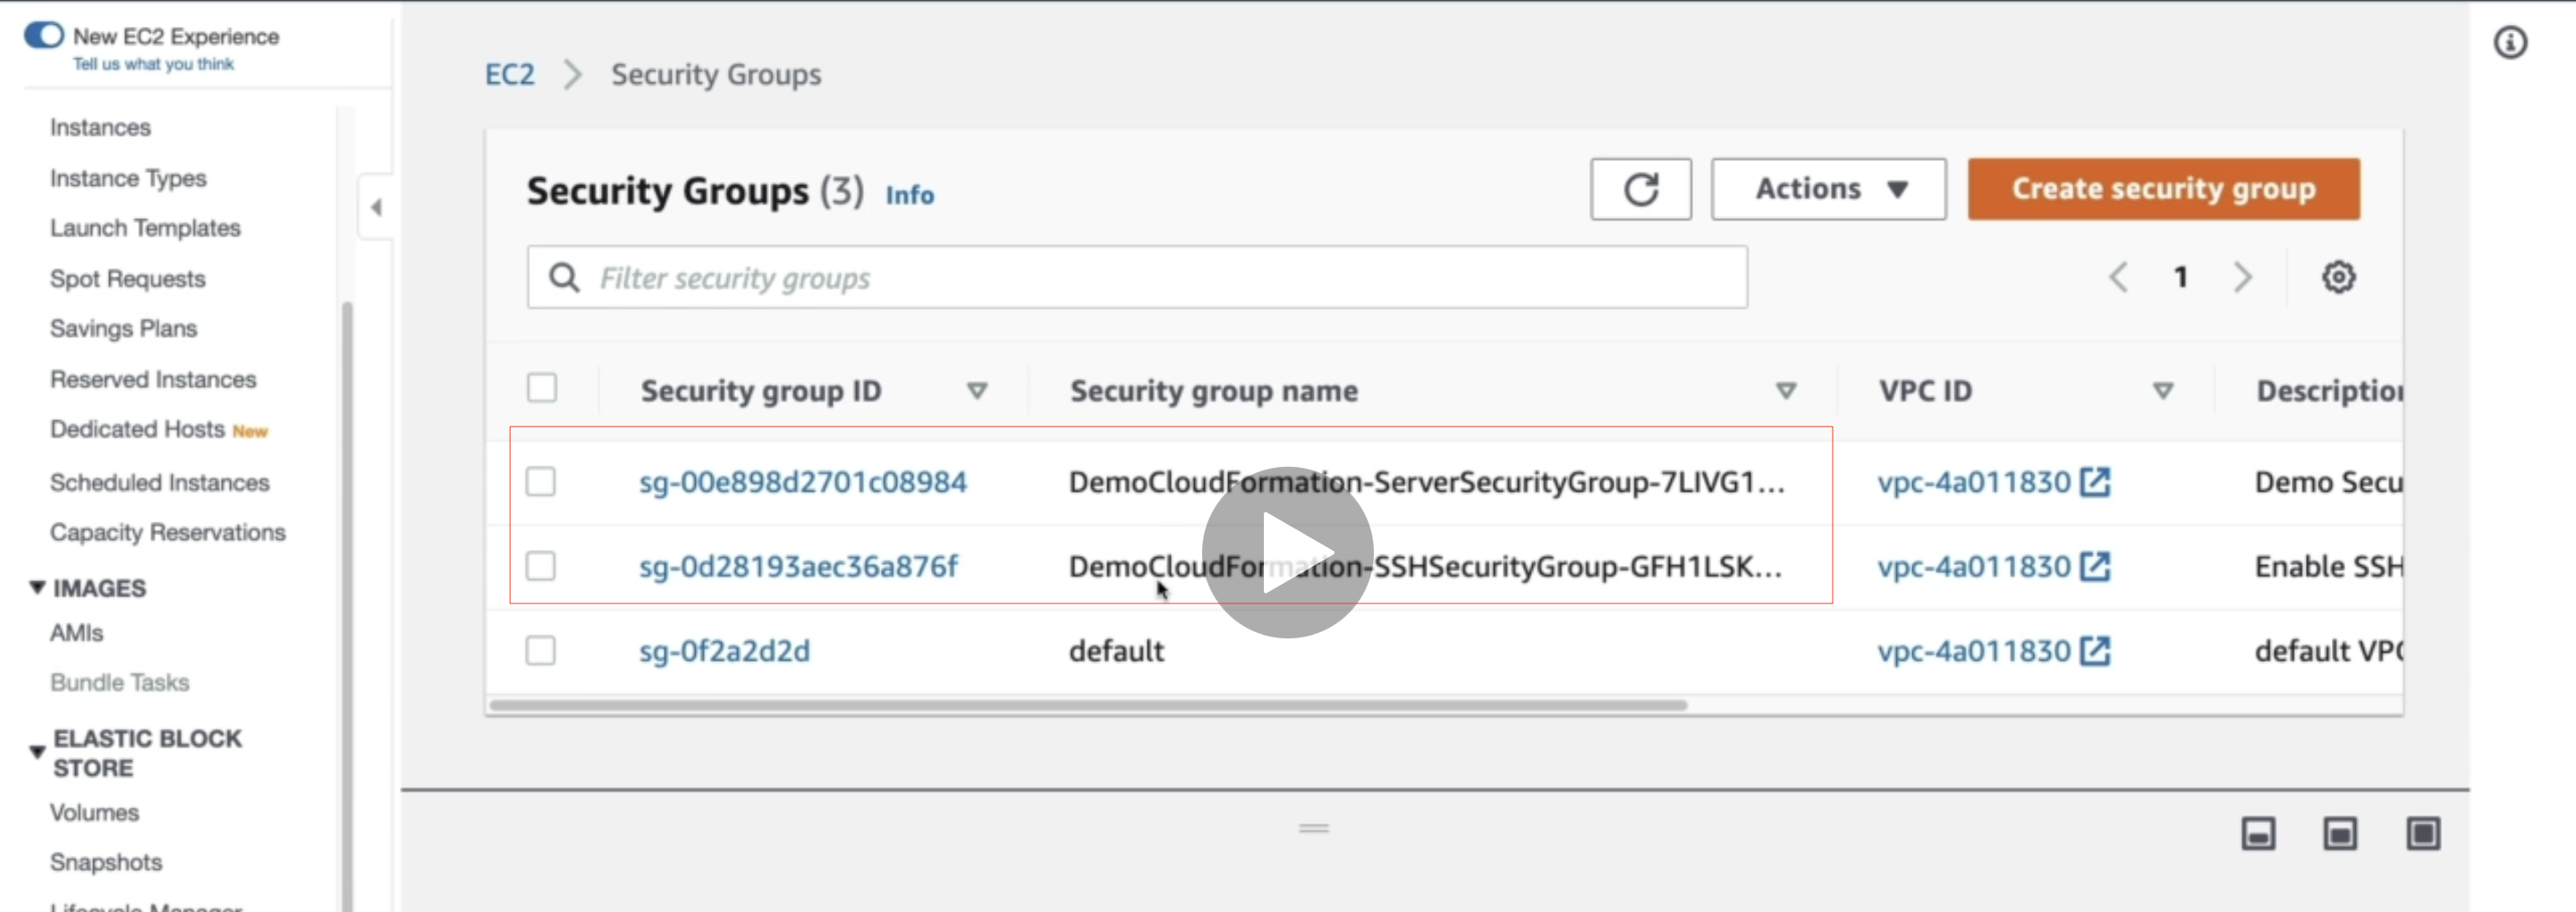 New EC2 Experience
Tell us what you think
Instances
Instance Types
Launch Templates
Spot Requests
Savings Plans
Reserved Instances
Dedicated Hosts New
Scheduled Instances
Capacity Reservations
IMAGES
AMIs
Bundle Tasks
ELASTIC BLOCK
STORE
Volumes
Snapshots
Lifecycle Manager
EC2 > Security Groups
Security Groups (3) Info
Actions
Create security group
Filter security groups
1
Security group ID Security group name VPC ID Description
sg-00e898d2701c08984 DemoCloudFormation-ServerSecurityGroup-7LIVG1... vpc-4a011830 Demo Secu
sg-0d28193aec36a876f DemoCloudFormation-SSHSecurityGroup-GFH1LSK... vpc-4a011830 Enable SSH
sg-0f2a2d2d default vpc-4a011830 default VPC